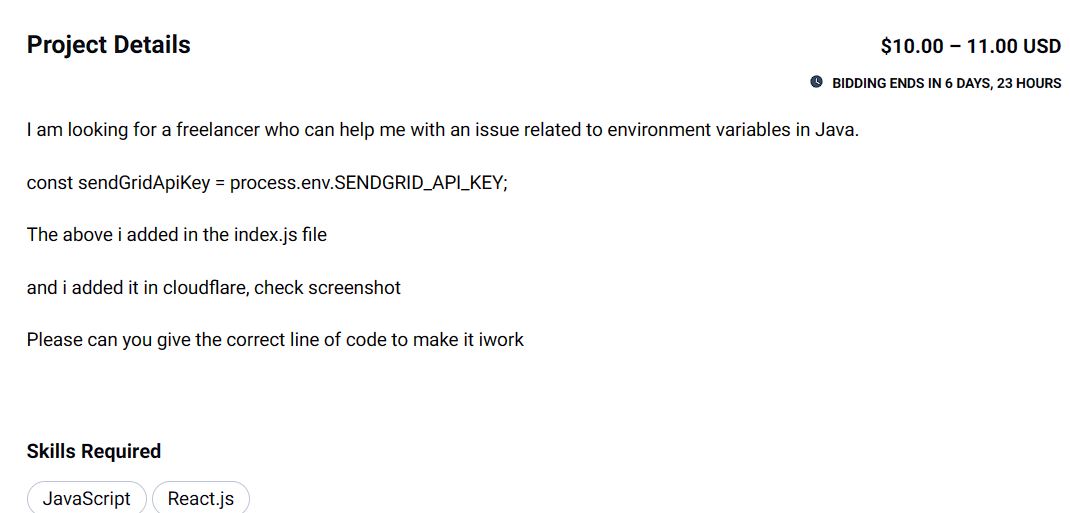 Project Details
$10.00 – 11.00 USD
BIDDING ENDS IN 6 DAYS, 23 HOURS
I am looking for a freelancer who can help me with an issue related to environment variables in Java.
const sendGridApiKey = process.env.SENDGRID_API_KEY;
The above i added in the index.js file
and i added it in cloudflare, check screenshot
Please can you give the correct line of code to make it iwork
Skills Required
JavaScript
React.js